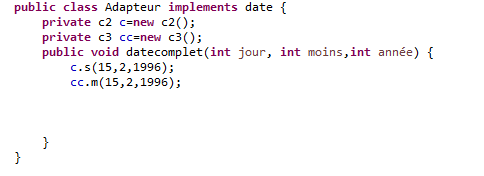 public class Adapteur implements date {
private c2 c=new c2();
private c3 cc=new c3();
public void datecomplet(int jour, int moins,int année) {
c.s(15,2,1996);
cc.m(15,2,1996);
}
}